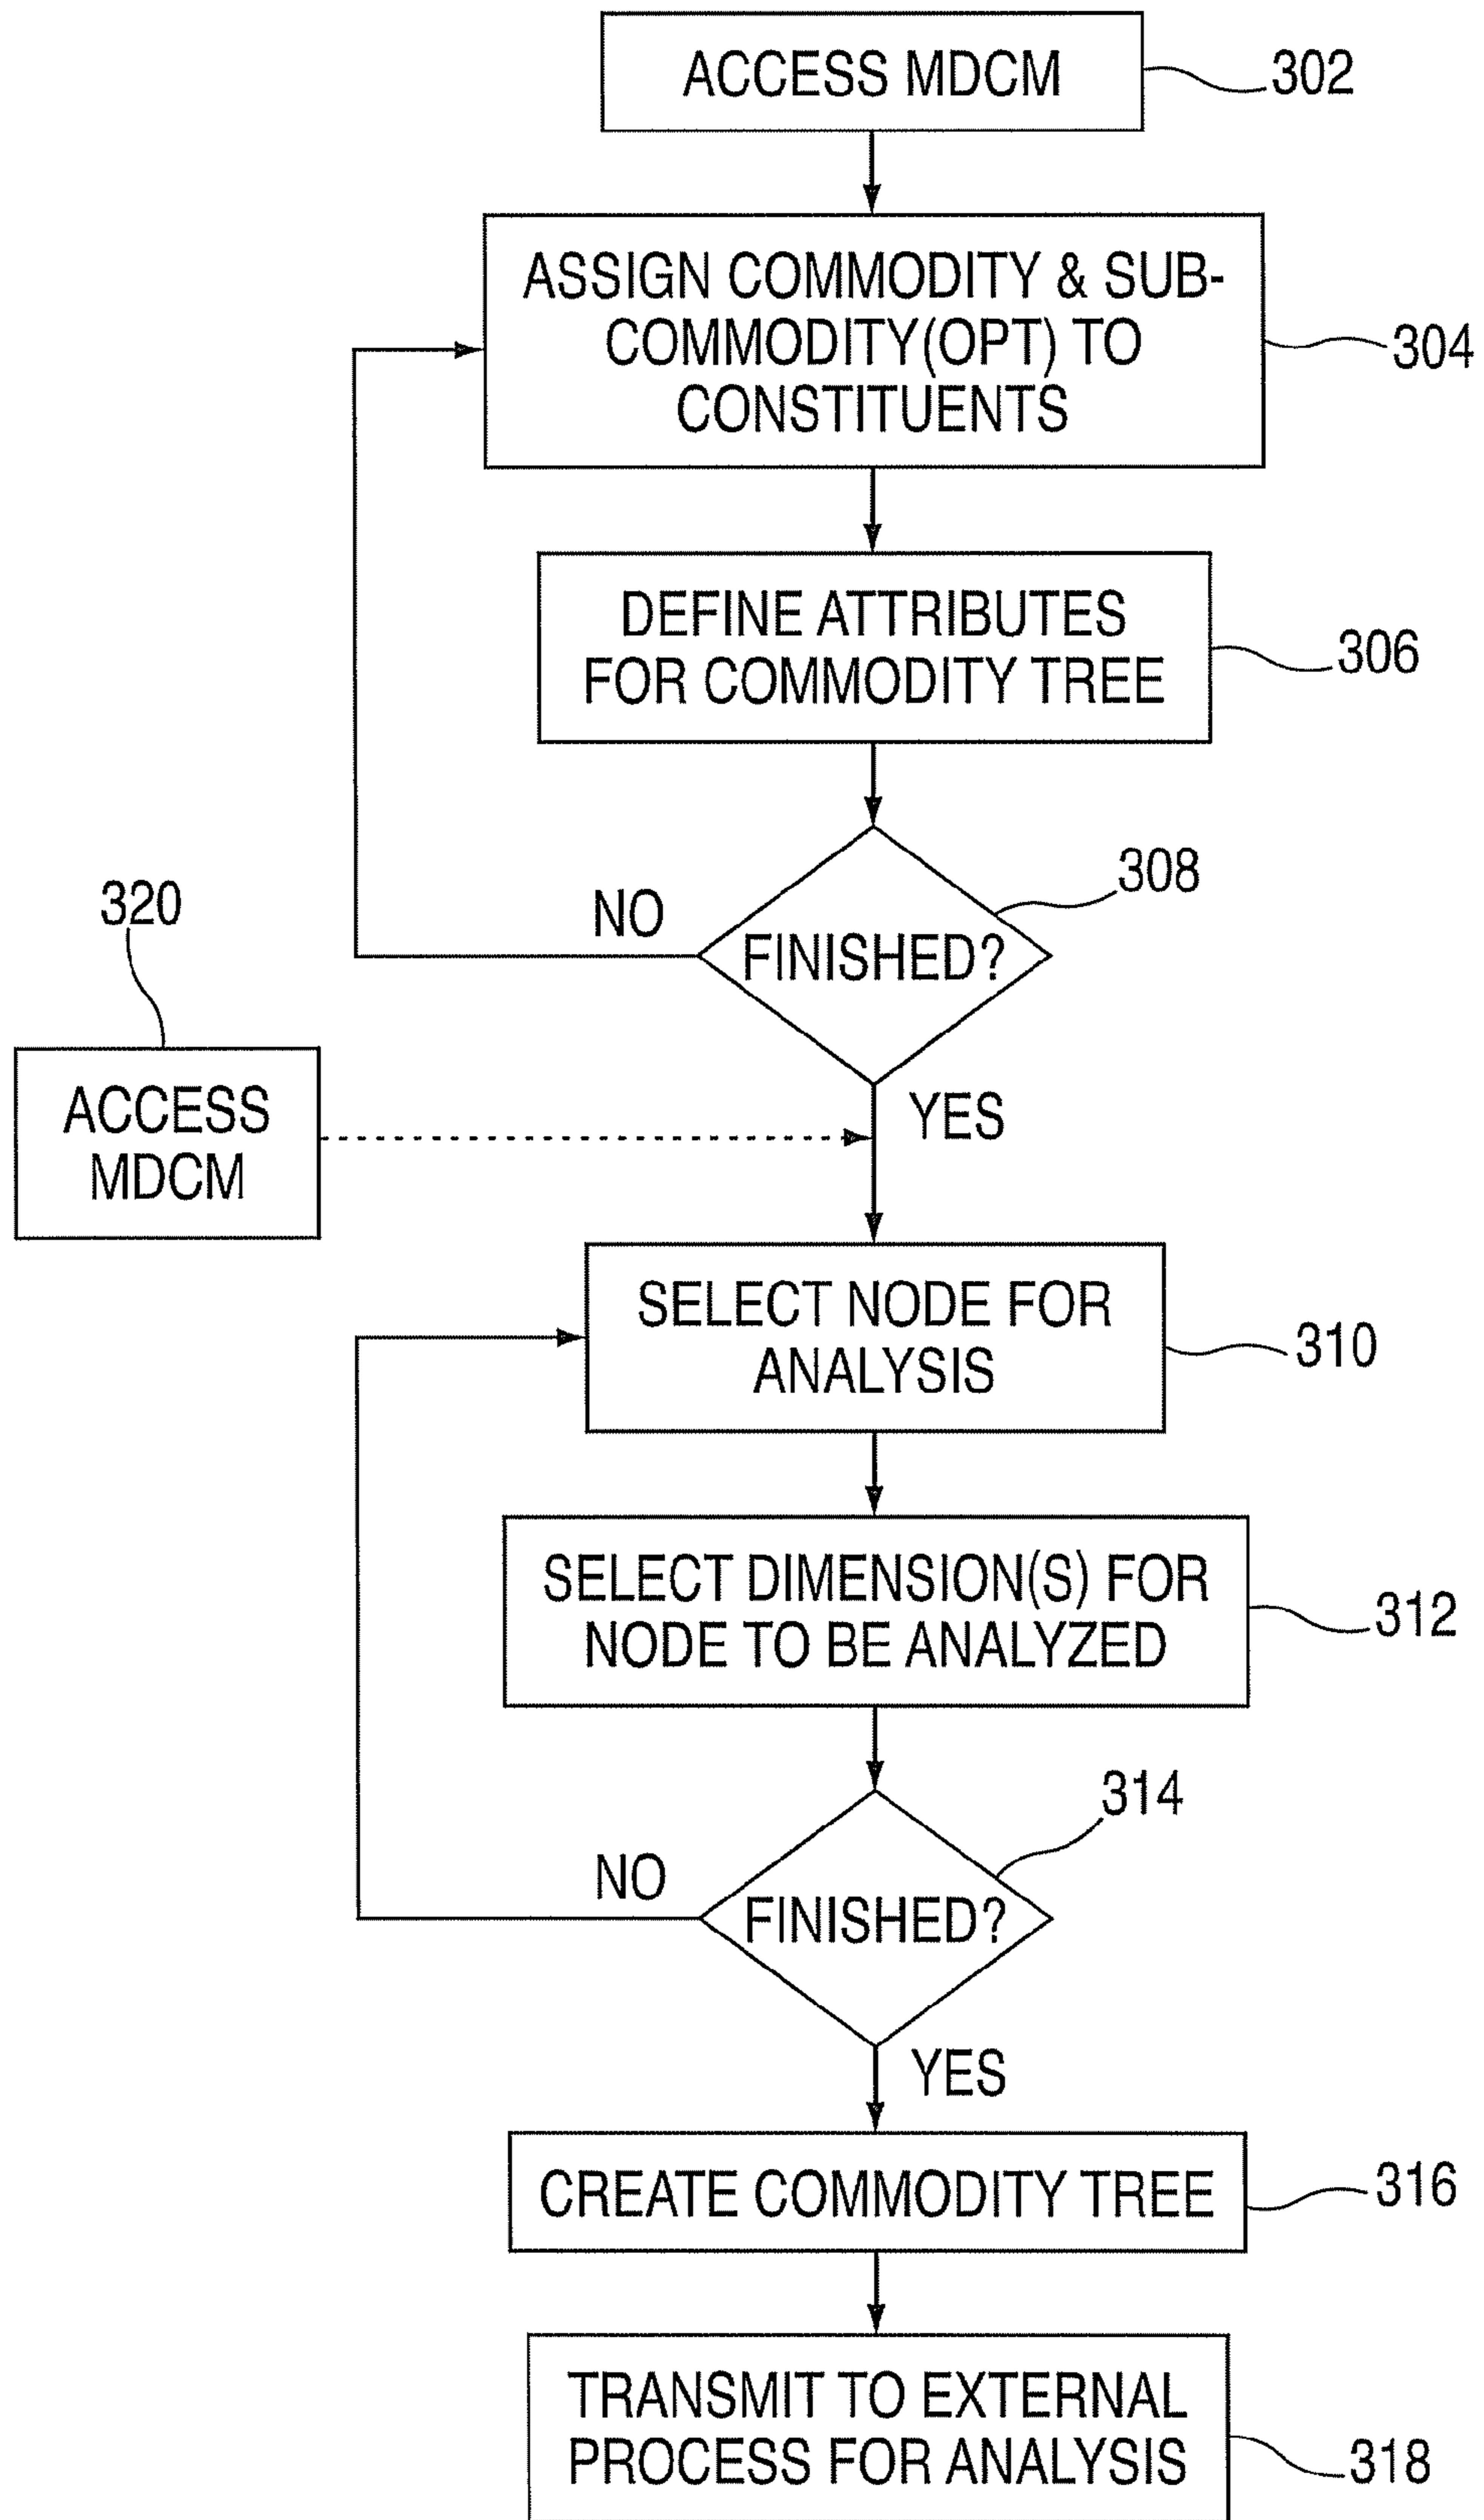 ACCESS MDCM
302
ASSIGN COMMODITY & SUB-
COMMODITY(OPT) TO
CONSTITUENTS
304
DEFINE ATTRIBUTES
FOR COMMODITY TREE
306
308
NO
FINISHED?
320
YES
ACCESS
MDCM
SELECT NODE FOR
ANALYSIS
310
SELECT DIMENSION(S) FOR
NODE TO BE ANALYZED
312
314
NO
FINISHED?
YES
CREATE COMMODITY TREE
316
TRANSMIT TO EXTERNAL
PROCESS FOR ANALYSIS
318